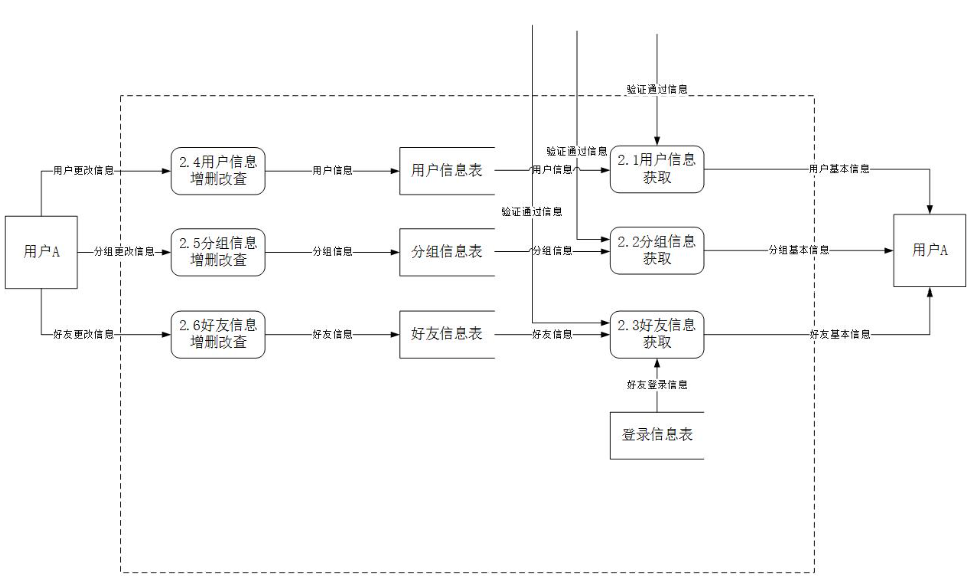 验证通过信息
用户更改信息
2.4用户信息
增删改查
用户信息
用户信息表
验证通过信息
用户信息
2.1用户信息
获取
用户基本信息
验证通过信息
用户A
分组更改信息
2.5分组信息
增删改查
分组信息
分组信息表
分组信息
2.2分组信息
获取
分组基本信息
用户A
好友更改信息
2.6好友信息
增删改查
好友信息
好友信息表
好友信息
2.3好友信息
获取
好友基本信息
好友登录信息
登录信息表